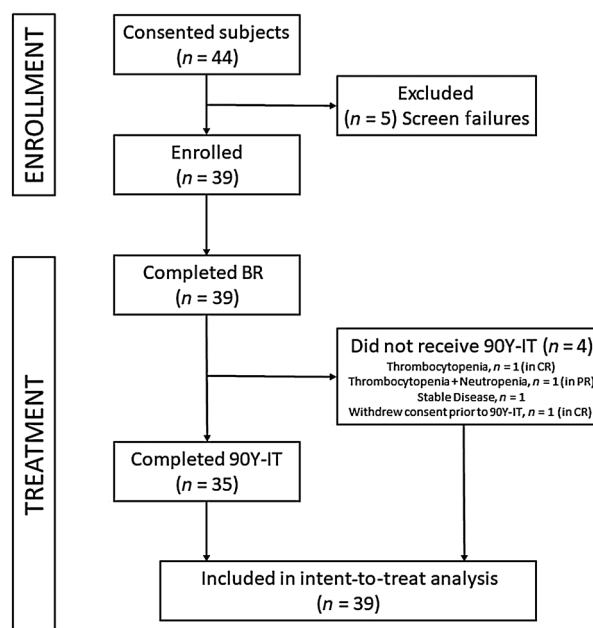 ENROLLMENT
Consented subjects
(n = 44)
Excluded
(n = 5) Screen failures
Enrolled
(n = 39)
TREATMENT
Completed BR
(n = 39)
Did not receive 90Y-IT (n = 4)
Thrombocytopenia, n = 1 (in CR)
Thrombocytopenia + Neutropenia, n = 1 (in PR)
Stable Disease, n = 1
Withdrew consent prior to 90Y-IT, n = 1 (in CR)
Completed 90Y-IT
(n = 35)
Included in intent-to-treat analysis
(n = 39)